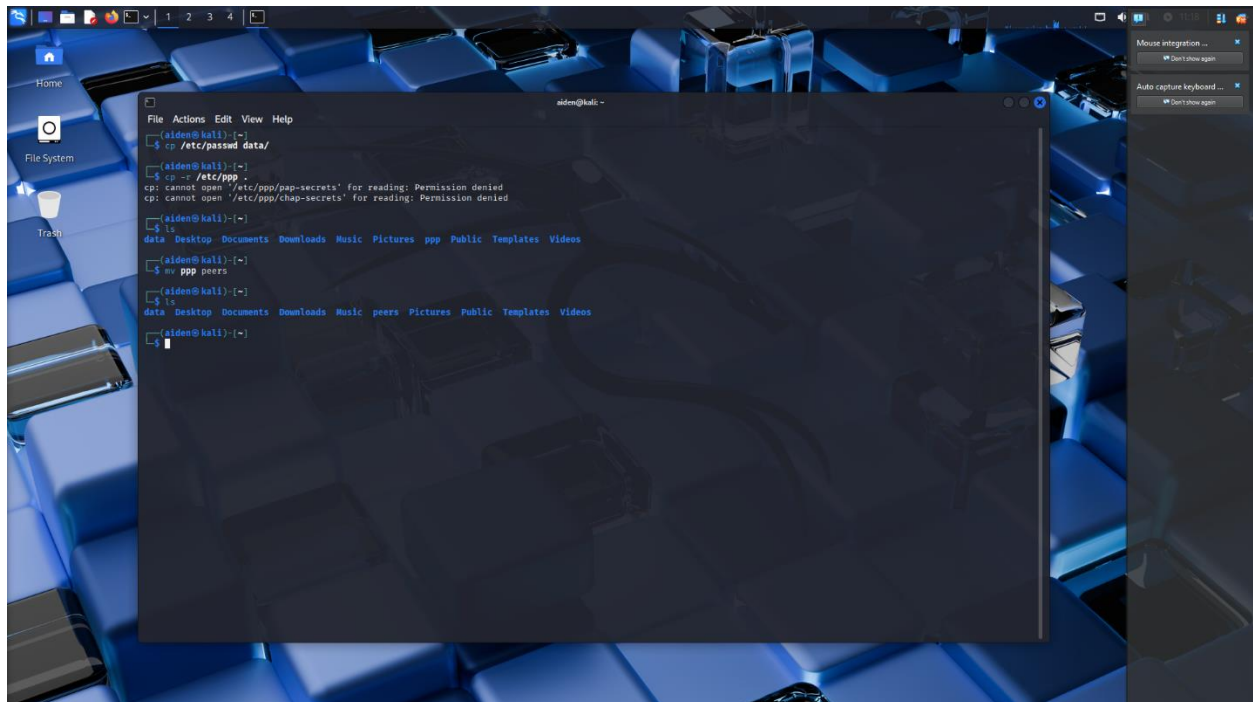 1 2 3 4
11:18
Mouse integration ...
Don't show again
Auto capture keyboard ...
Don't show again
Home
File System
Trash
aiden@kali: ~
File Actions Edit View Help
┌──(aiden㉿kali)-[~]
└─$ cp /etc/passwd data/
┌──(aiden㉿kali)-[~]
└─$ cp -r /etc/ppp .
cp: cannot open '/etc/ppp/pap-secrets' for reading: Permission denied
cp: cannot open '/etc/ppp/chap-secrets' for reading: Permission denied
┌──(aiden㉿kali)-[~]
└─$ ls
data Desktop Documents Downloads Music Pictures ppp Public Templates Videos
┌──(aiden㉿kali)-[~]
└─$ mv ppp peers
┌──(aiden㉿kali)-[~]
└─$ ls
data Desktop Documents Downloads Music peers Pictures Public Templates Videos
┌──(aiden㉿kali)-[~]
└─$